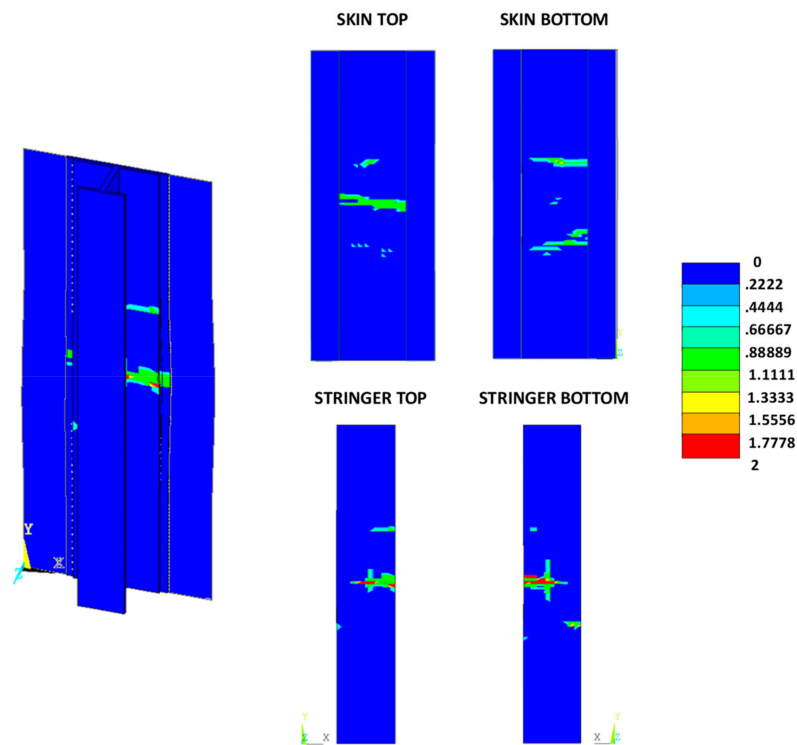 SKIN TOP
SKIN BOTTOM
0
.2222
.4444
.66667
.88889
1.1111
1.3333
1.5556
1.7778
2
STRINGER TOP
STRINGER BOTTOM
Y
Z
Y
Z
Y
Z X
Y
X Z